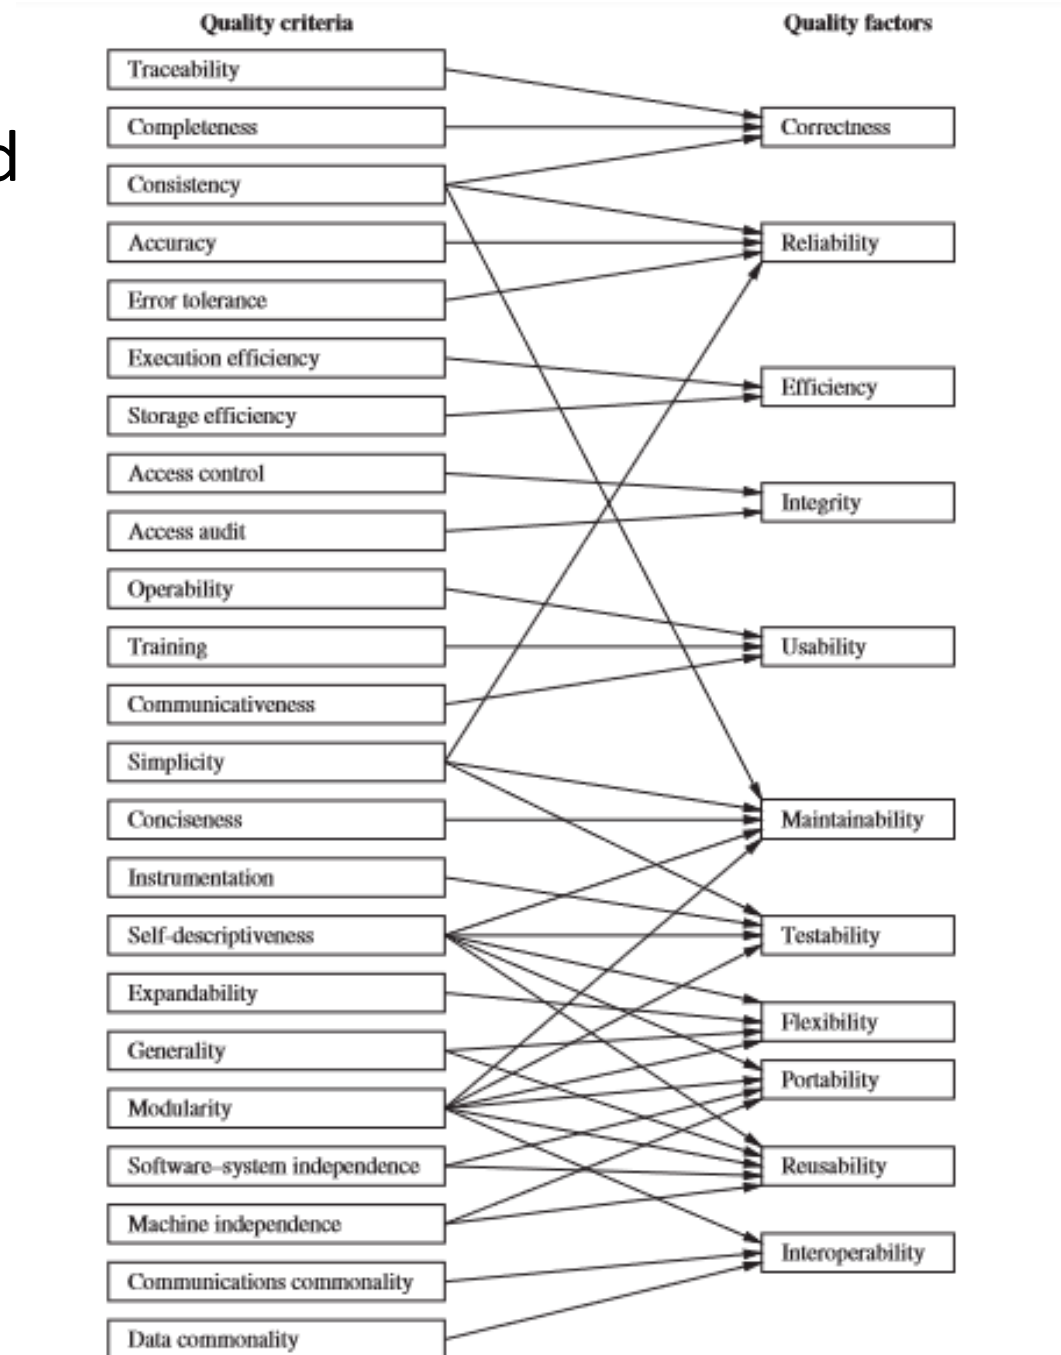 Quality criteria
Quality factors
Traceability
Completeness
Correctness
d
Consistency
Accuracy
Reliability
Error tolerance
Execution efficiency
Efficiency
Storage efficiency
Access control
Integrity
Access audit
Operability
Training
Usability
Communicativeness
Simplicity
Conciseness
Maintainability
Instrumentation
Self-descriptiveness
Testability
Expandability
Flexibility
Generality
Portability
Modularity
Software–system independence
Reusability
Machine independence
Interoperability
Communications commonality
Data commonality